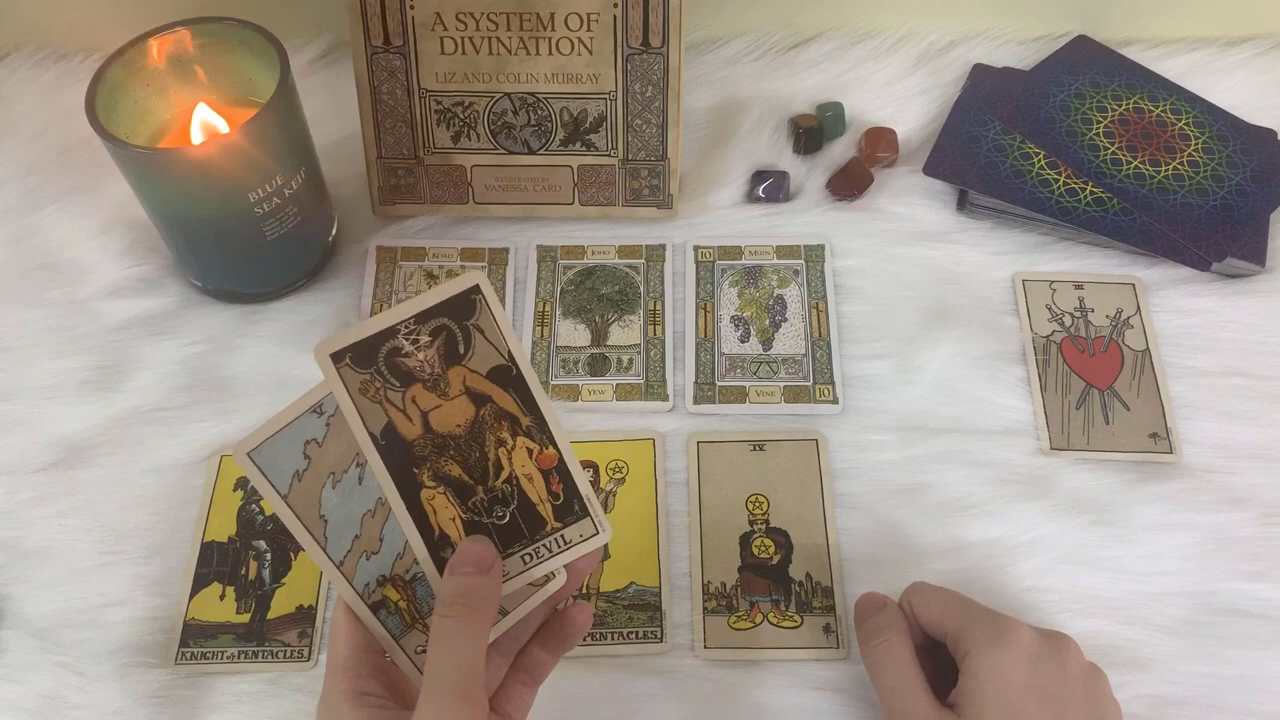 A SYSTEM OF
DIVINATION
LIZ AND COLIN MURRAY
ILLUSTRATED BY
VANESSA CARD
BLUE
SEA KELP
KOAD
IOHO
10
MUIN
YEW
VINE
10
III
XV
V
DEVIL.
IV
KNIGHT of PENTACLES.
PENTACLES.